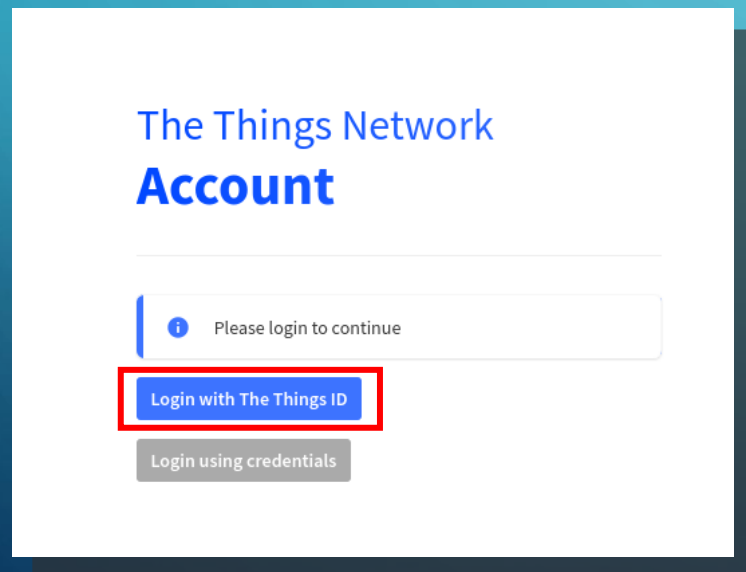 The Things Network
Account
Please login to continue
Login with The Things ID
Login using credentials